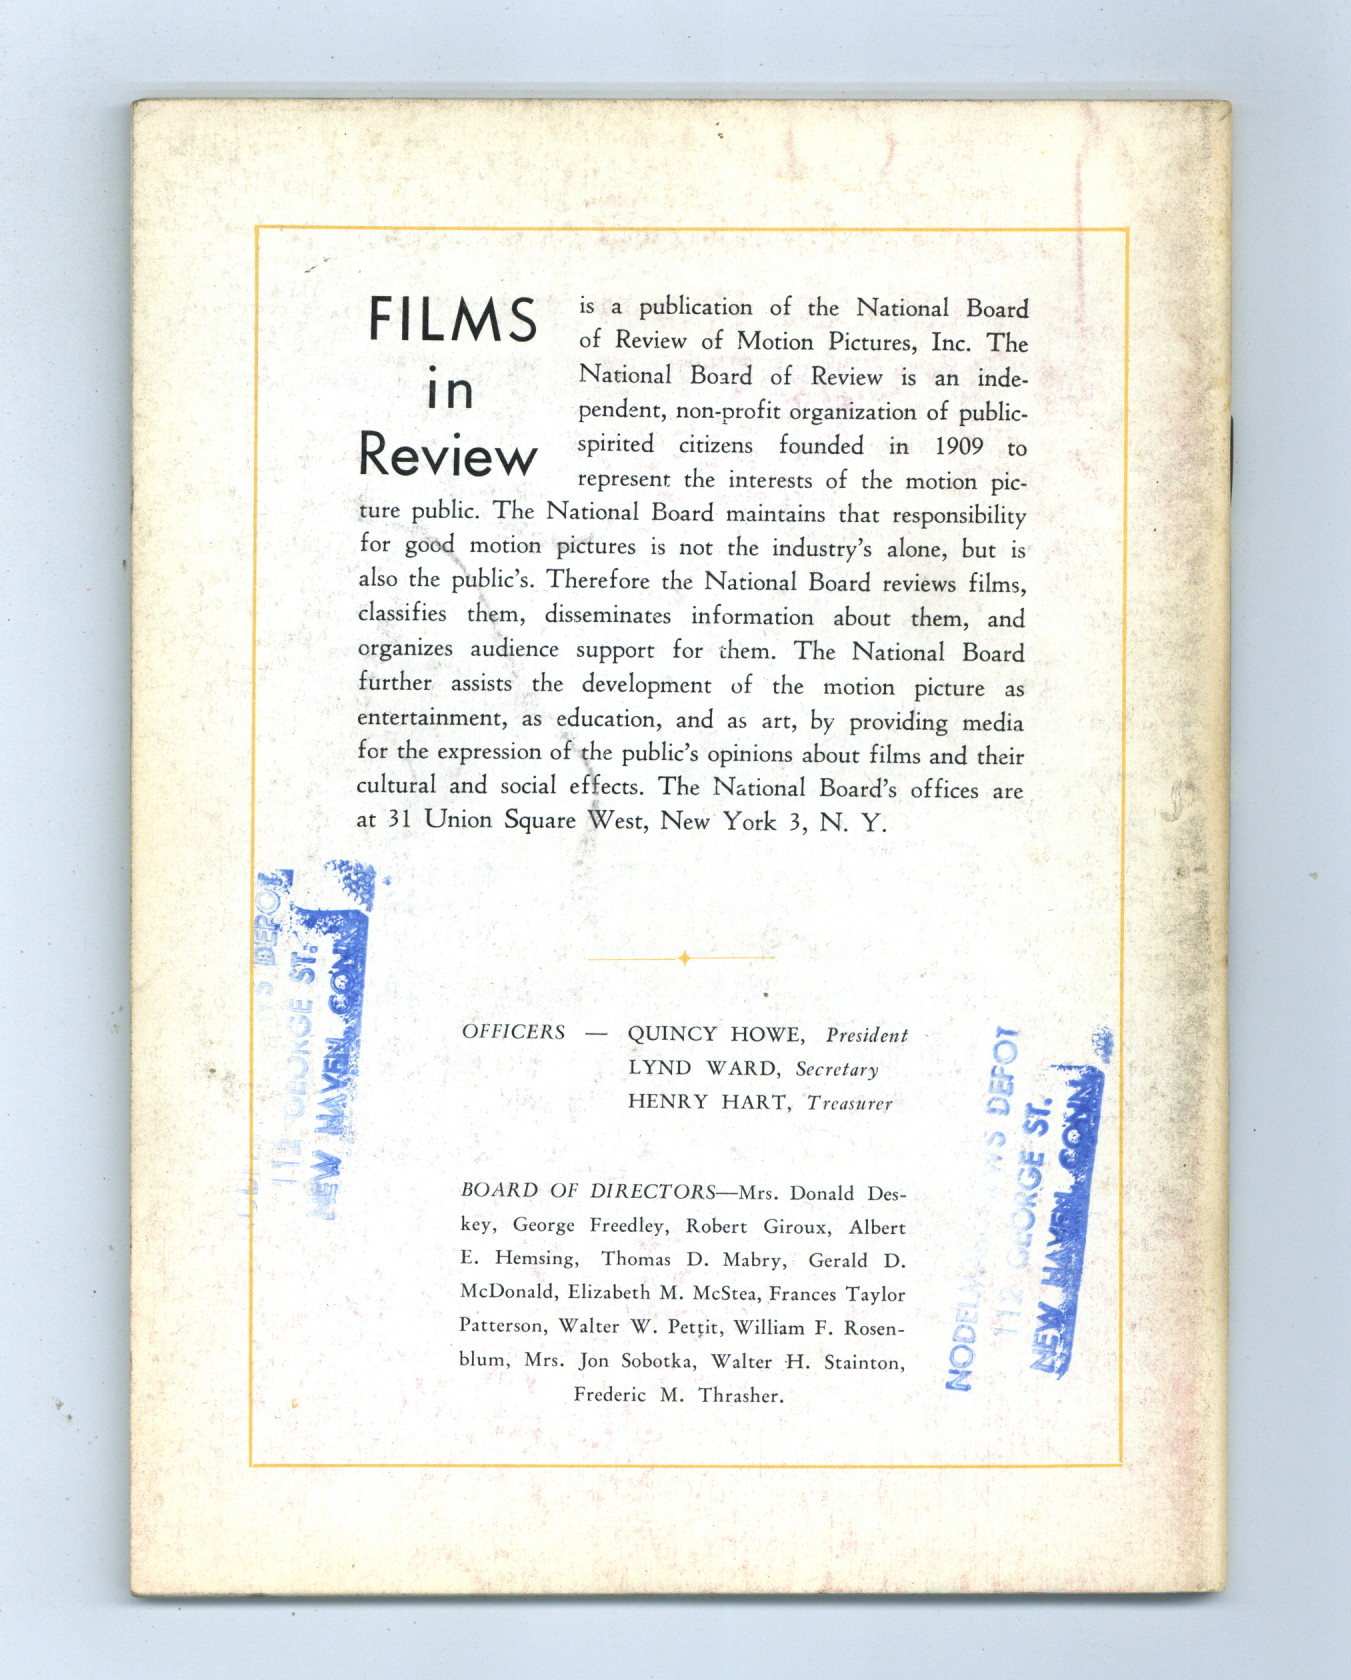 FILMS
in
Review
is a publication of the National Board
of Review of Motion Pictures, Inc. The
National Board of Review is an inde-
pendent, non-profit organization of public-
spirited citizens founded in 1909 to
represent the interests of the motion pic-
ture public. The National Board maintains that responsibility
for good motion pictures is not the industry's alone, but is
also the public's. Therefore the National Board reviews films,
classifies them, disseminates information about them, and
organizes audience support for them. The National Board
further assists the development of the motion picture as
entertainment, as education, and as art, by providing media
for the expression of the public's opinions about films and their
cultural and social effects. The National Board's offices are
at 31 Union Square West, New York 3, N. Y.
DEPOT
112 GEORGE ST.
NEW HAVEN, CONN
OFFICERS — QUINCY HOWE, President
LYND WARD, Secretary
HENRY HART, Treasurer
BOARD OF DIRECTORS—Mrs. Donald Des-
key, George Freedley, Robert Giroux, Albert
E. Hemsing, Thomas D. Mabry, Gerald D.
McDonald, Elizabeth M. McStea, Frances Taylor
Patterson, Walter W. Pettit, William F. Rosen-
blum, Mrs. Jon Sobotka, Walter H. Stainton,
Frederic M. Thrasher.
DEPOT
112 GEORGE ST.
NEW HAVEN, CONN